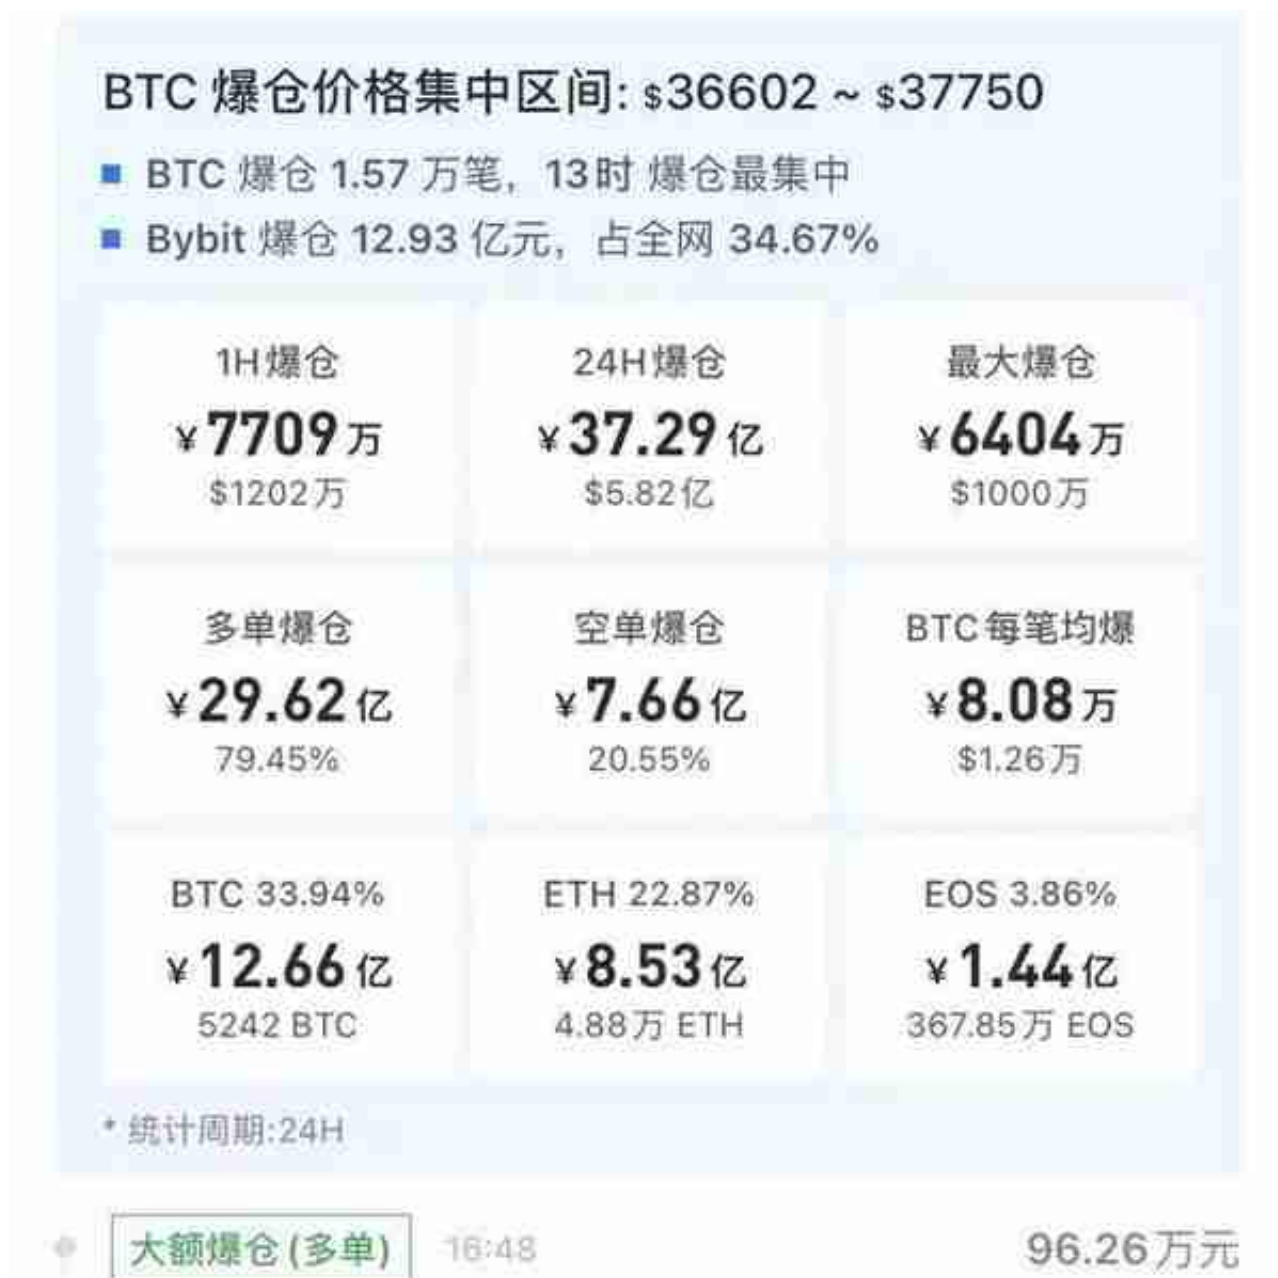 BTC 爆仓价格集中区间: $36602 ~ $37750
BTC 爆仓 1.57 万笔，13时 爆仓最集中
Bybit 爆仓 12.93 亿元，占全网 34.67%
1H爆仓
¥7709万
$1202万
24H爆仓
¥37.29亿
$5.82亿
最大爆仓
¥6404万
$1000万
多单爆仓
¥29.62亿
79.45%
空单爆仓
¥7.66亿
20.55%
BTC每笔均爆
¥8.08万
$1.26万
BTC 33.94%
¥12.66亿
5242 BTC
ETH 22.87%
¥8.53亿
4.88万 ETH
EOS 3.86%
¥1.44亿
367.85万 EOS
* 统计周期:24H
大额爆仓(多单) 16:48 96.26万元